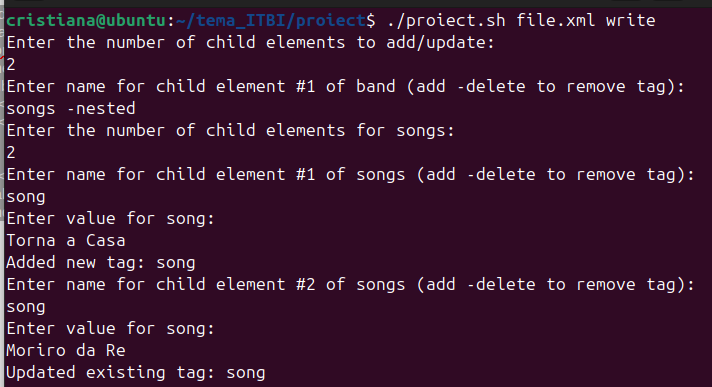 cristiana@ubuntu:~/tema_ITBI/proiect$ ./proiect.sh file.xml write
Enter the number of child elements to add/update:
2
Enter name for child element #1 of band (add -delete to remove tag):
songs -nested
Enter the number of child elements for songs:
2
Enter name for child element #1 of songs (add -delete to remove tag):
song
Enter value for song:
Torna a Casa
Added new tag: song
Enter name for child element #2 of songs (add -delete to remove tag):
song
Enter value for song:
Moriro da Re
Updated existing tag: song